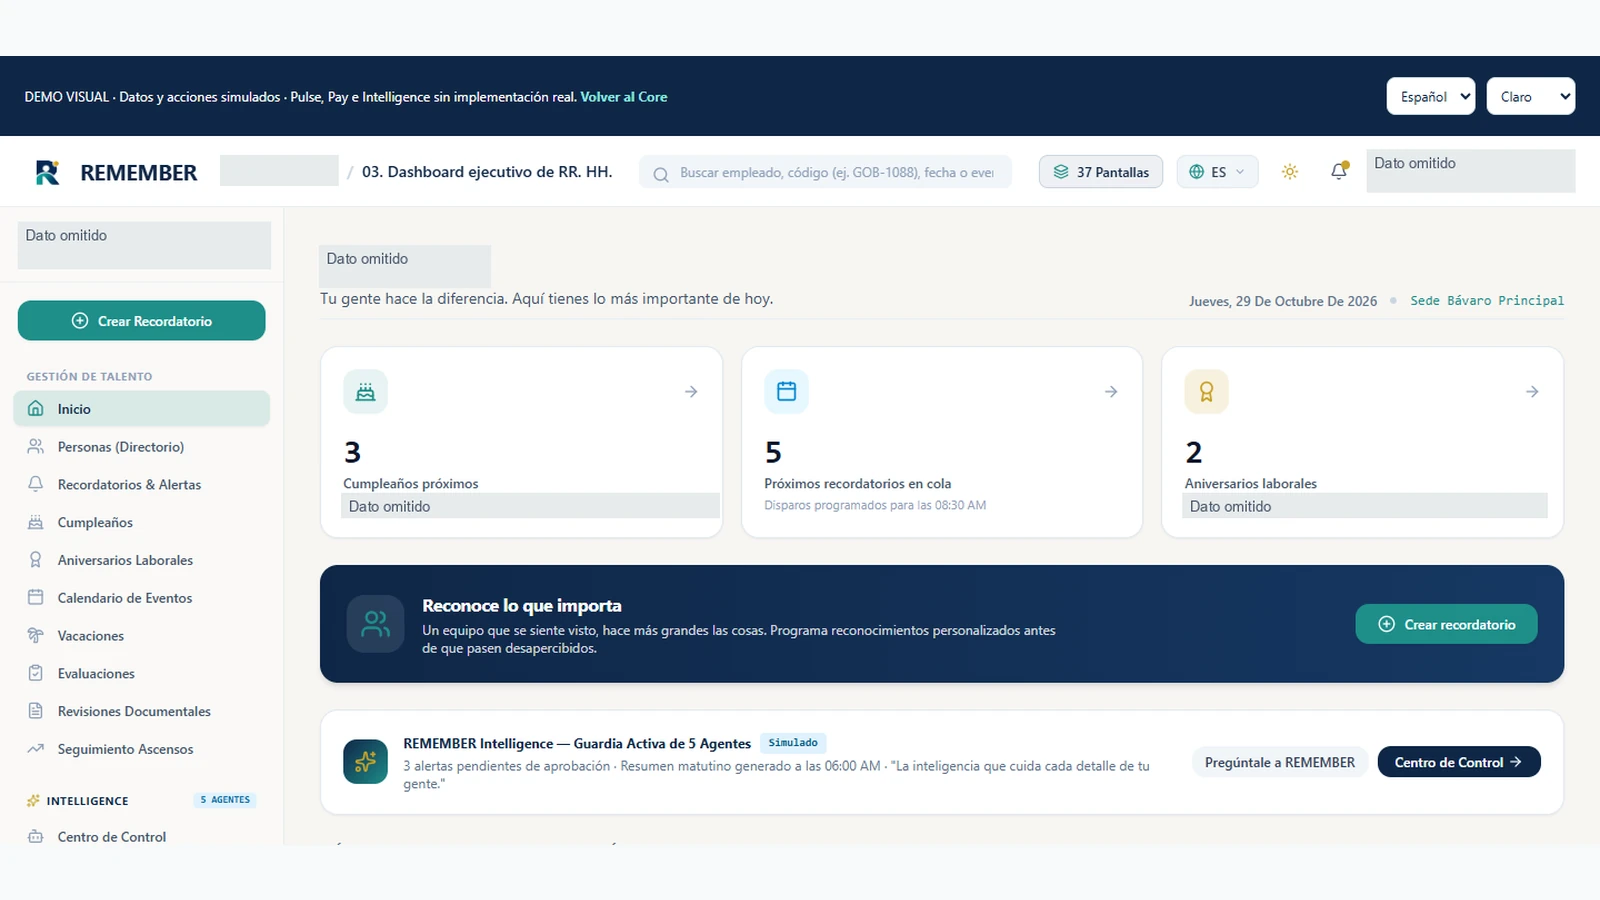 DEMO VISUAL · Datos y acciones simulados · Pulse, Pay e Intelligence sin implementación real. Volver al Core
Español
Claro
REMEMBER
/ 03. Dashboard ejecutivo de RR. HH.
Buscar empleado, código (ej. GOB-1088), fecha o ever
37 Pantallas
ES
Dato omitido
Dato omitido
Crear Recordatorio
GESTIÓN DE TALENTO
Inicio
Personas (Directorio)
Recordatorios & Alertas
Cumpleaños
Aniversarios Laborales
Calendario de Eventos
Vacaciones
Evaluaciones
Revisiones Documentales
Seguimiento Ascensos
INTELLIGENCE
5 AGENTES
Centro de Control
Dato omitido
Tu gente hace la diferencia. Aquí tienes lo más importante de hoy.
Jueves, 29 De Octubre De 2026
Sede Bávaro Principal
3
Cumpleaños próximos
Dato omitido
5
Próximos recordatorios en cola
Disparos programados para las 08:30 AM
2
Aniversarios laborales
Dato omitido
Reconoce lo que importa
Un equipo que se siente visto, hace más grandes las cosas. Programa reconocimientos personalizados antes
de que pasen desapercibidos.
Crear recordatorio
REMEMBER Intelligence — Guardia Activa de 5 Agentes
Simulado
3 alertas pendientes de aprobación · Resumen matutino generado a las 06:00 AM · "La inteligencia que cuida cada detalle de tu
gente."
Pregúntale a REMEMBER
Centro de Control →